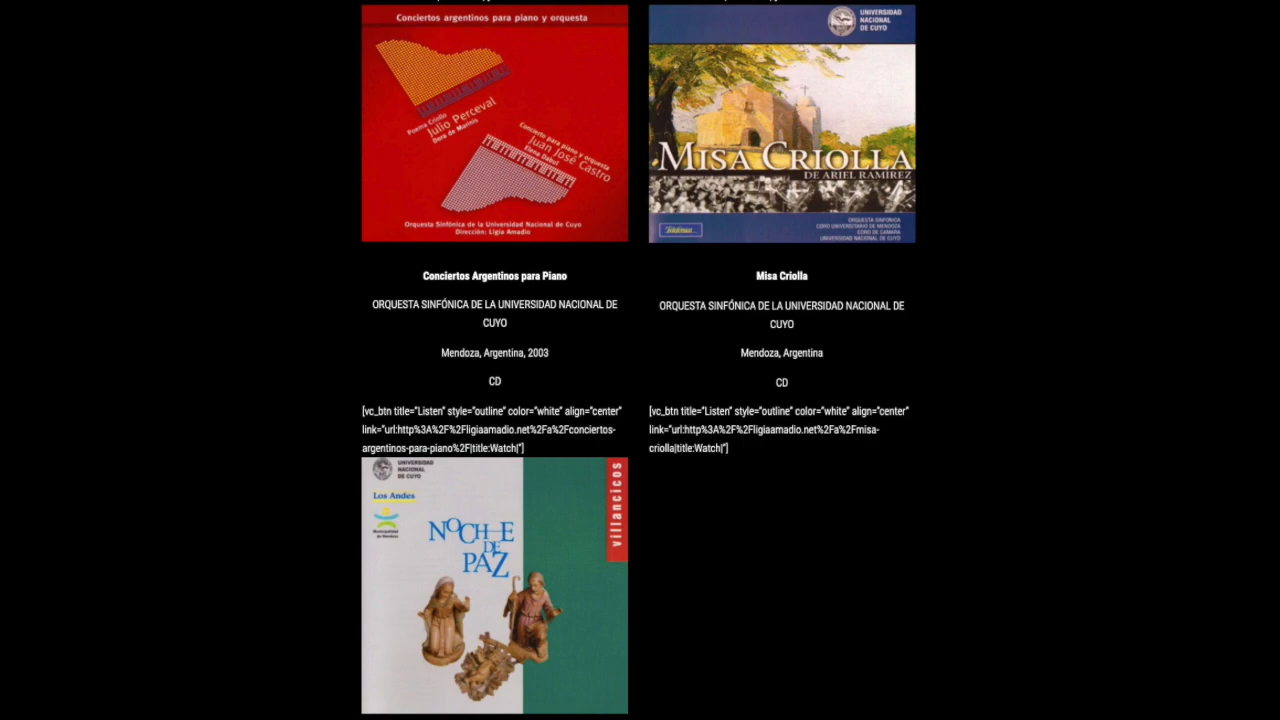 Conciertos argentinos para piano y orquesta
Poema Criollo
Julio Perceval
Dora de Marinis
Concierto para piano y orquesta
Juan José Castro
Elena Dabul
Orquesta Sinfónica de la Universidad Nacional de Cuyo
Dirección: Ligia Amadio
UNIVERSIDAD
NACIONAL
DE CUYO
MISA CRIOLLA
DE ARIEL RAMIREZ
ORQUESTA SINFÓNICA
CORO UNIVERSITARIO DE MENDOZA
CORO DE CAMARA
UNIVERSIDAD NACIONAL DE CUYO
Conciertos Argentinos para Piano
ORQUESTA SINFÓNICA DE LA UNIVERSIDAD NACIONAL DE
CUYO
Mendoza, Argentina, 2003
CD
[vc_btn title="Listen" style="outline" color="white" align="center"
link="url:http%3A%2F%2Fligiaamadio.net%2Fa%2Fconciertos-
argentinos-para-piano%2F|title:Watch|"]
Misa Criolla
ORQUESTA SINFÓNICA DE LA UNIVERSIDAD NACIONAL DE
CUYO
Mendoza, Argentina
CD
[vc_btn title="Listen" style="outline" color="white" align="center"
link="url:http%3A%2F%2Fligiaamadio.net%2Fa%2Fmisa-
criolla|title:Watch|"]
UNIVERSIDAD
NACIONAL
DE CUYO
Los Andes
Municipalidad
de Mendoza
NOCHE
DE
PAZ
villancicos